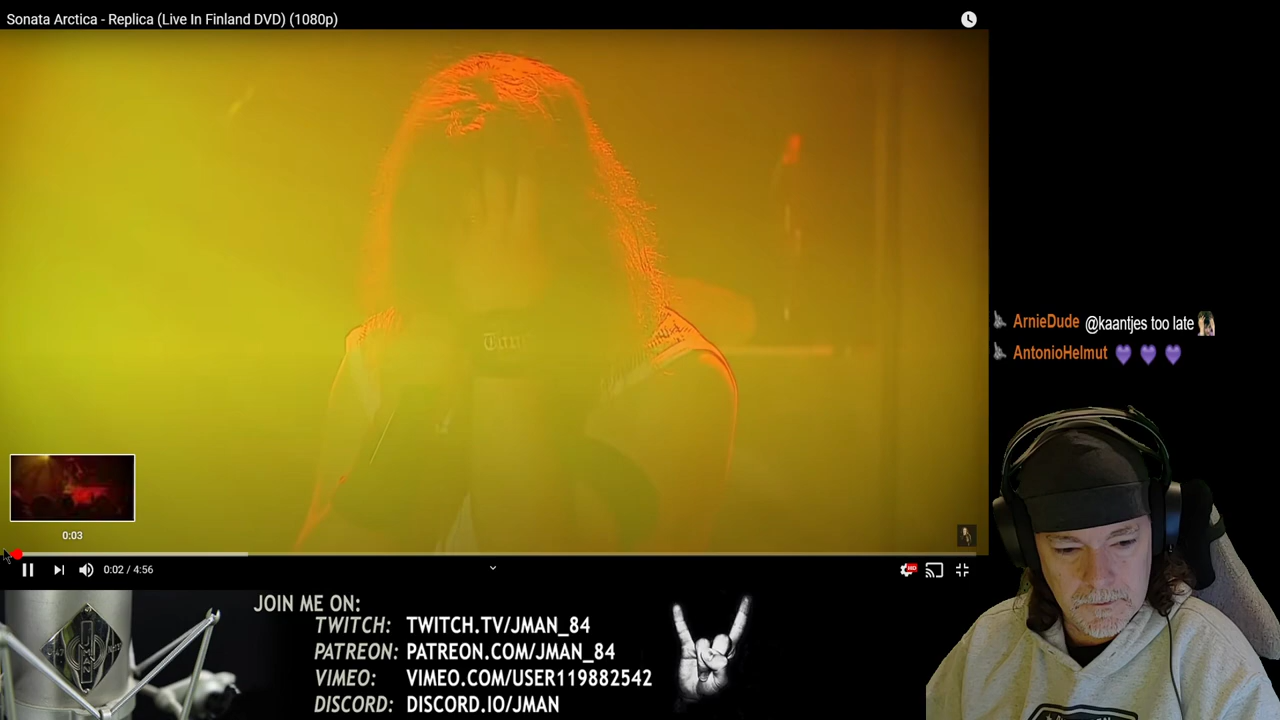 Sonata Arctica - Replica (Live In Finland DVD) (1080p)
ArnieDude @kaantjes too late
AntonioHelmut
0:03
0:02 / 4:56
HD
JOIN ME ON:
TWITCH: TWITCH.TV/JMAN_84
PATREON: PATREON.COM/JMAN_84
VIMEO: VIMEO.COM/USER119882542
DISCORD: DISCORD.IO/JMAN
JMAN